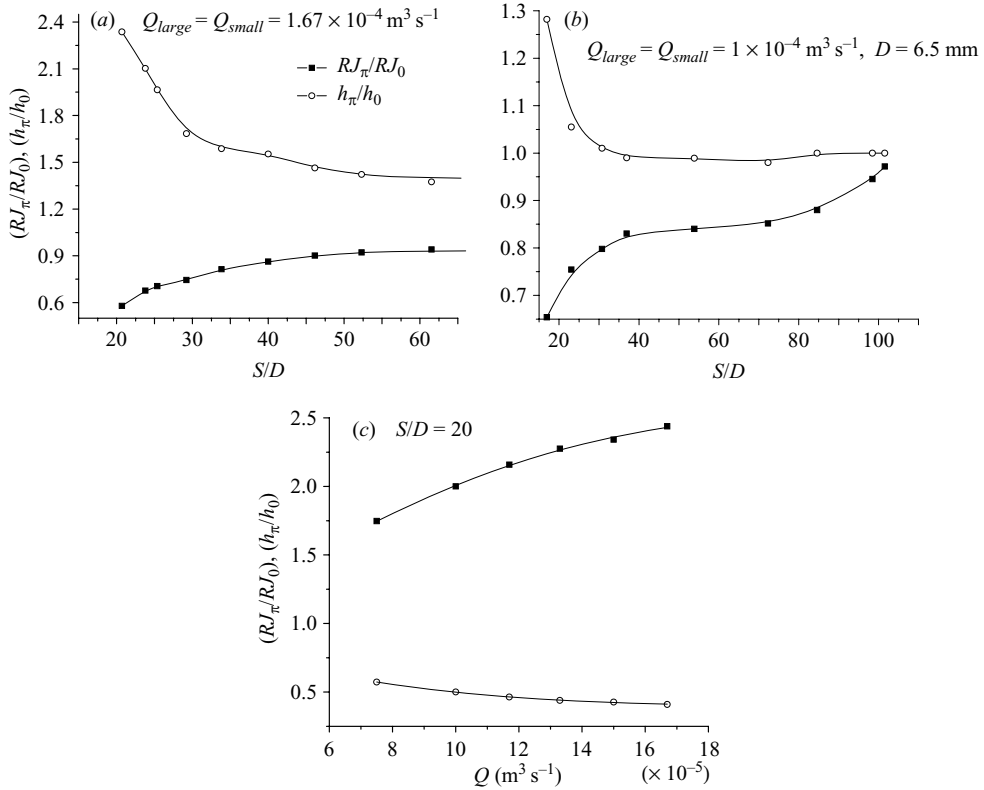 (a) Q_large = Q_small = 1.67 × 10⁻⁴ m³ s⁻¹
RJ_π/RJ_0
h_π/h_0
(RJ_π/RJ_0), (h_π/h_0)
2.4
2.1
1.8
1.5
1.2
0.9
0.6
20 30 40 50 60
S/D
(b)
Q_large = Q_small = 1 × 10⁻⁴ m³ s⁻¹, D = 6.5 mm
1.3
1.2
1.1
1.0
0.9
0.8
0.7
20 40 60 80 100
S/D
(c) S/D = 20
(RJ_π/RJ_0), (h_π/h_0)
2.5
2.0
1.5
1.0
0.5
6 8 10 12 14 16 18
Q (m³ s⁻¹) (× 10⁻⁵)